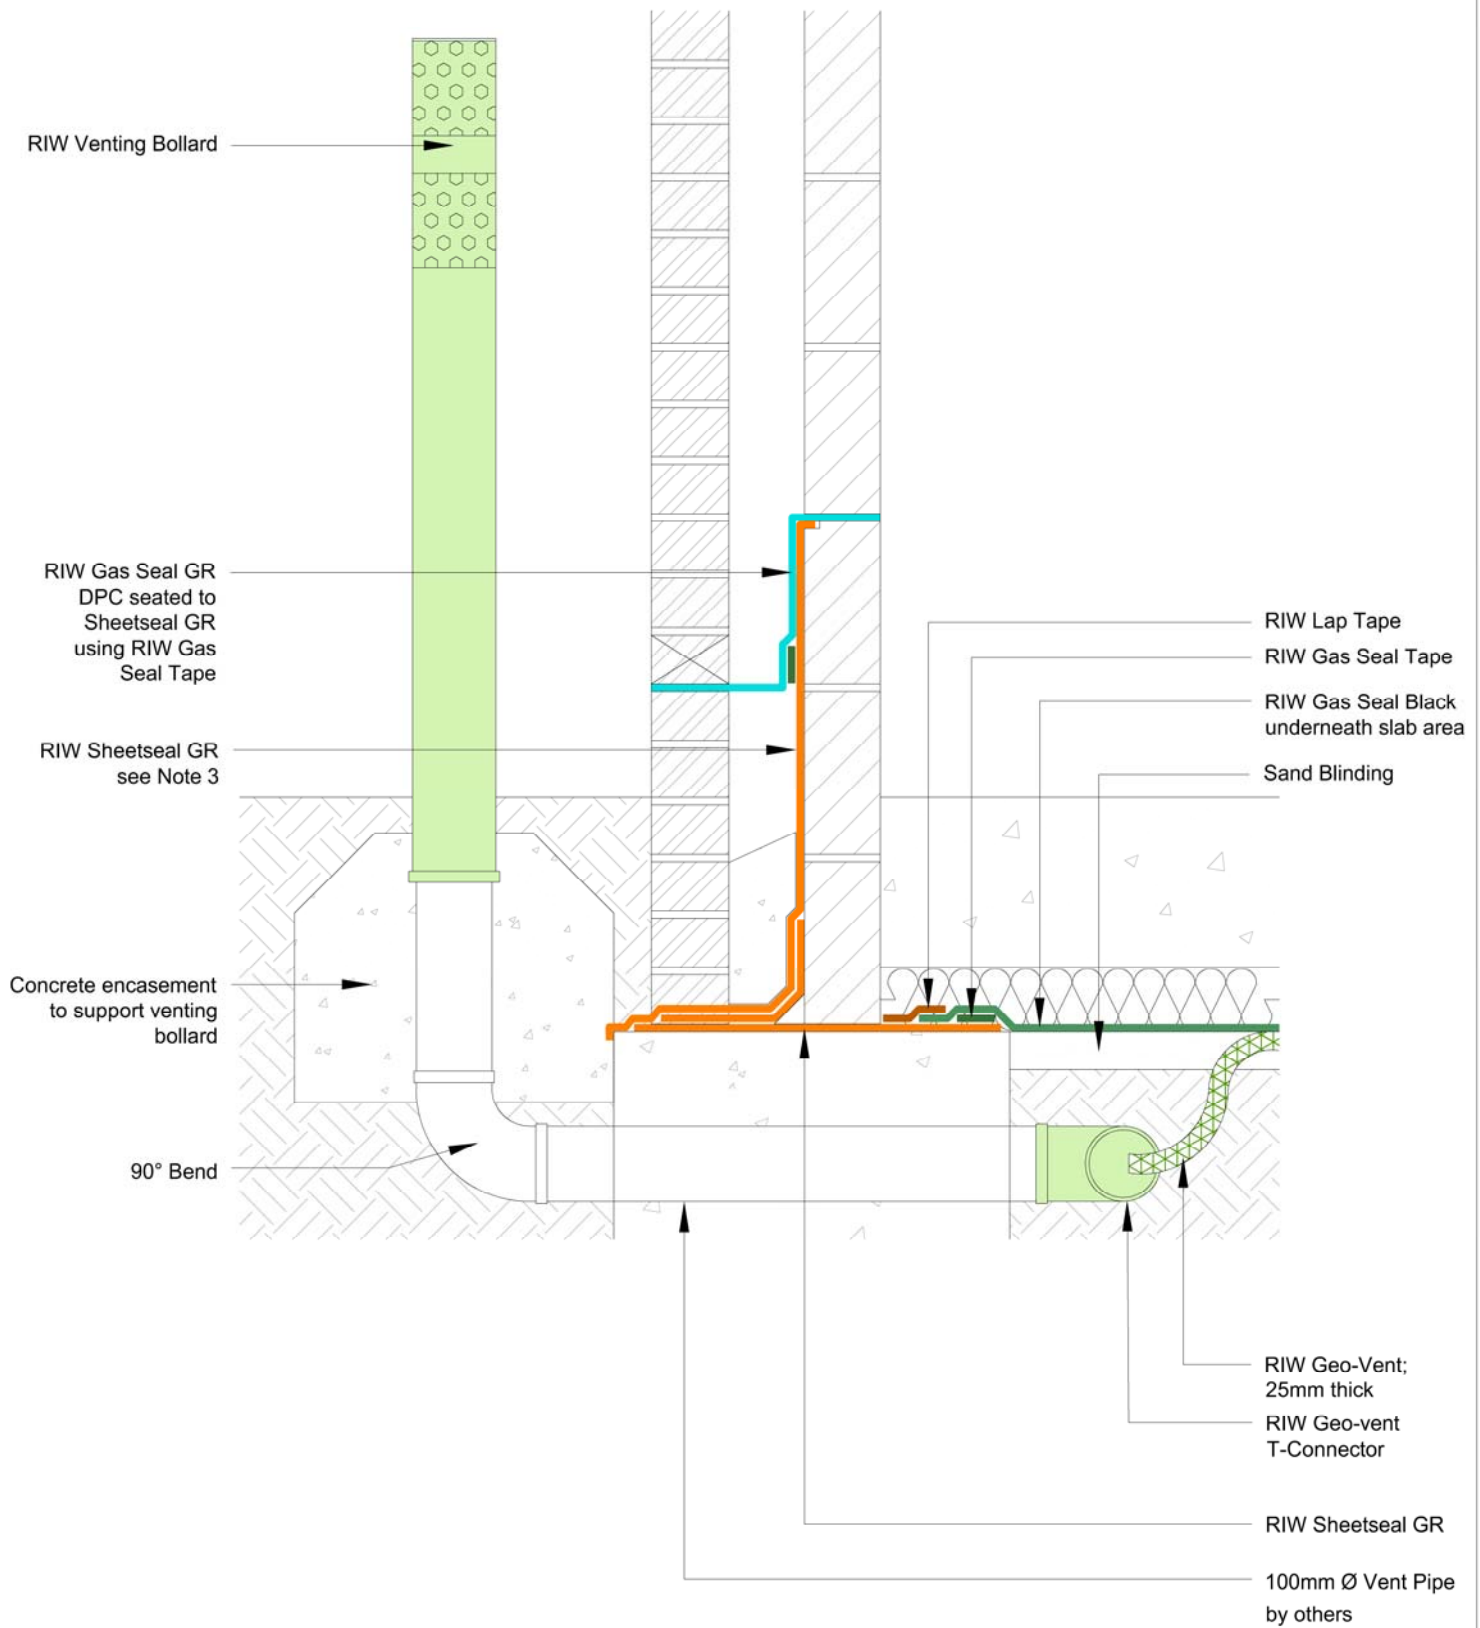 RIW Venting Bollard
RIW Gas Seal GR
DPC seated to
Sheetseal GR
using RIW Gas
Seal Tape
RIW Sheetseal GR
see Note 3
Concrete encasement
to support venting
bollard
90° Bend
RIW Lap Tape
RIW Gas Seal Tape
RIW Gas Seal Black
underneath slab area
Sand Blinding
RIW Geo-Vent;
25mm thick
RIW Geo-vent
T-Connector
RIW Sheetseal GR
100mm Ø Vent Pipe
by others